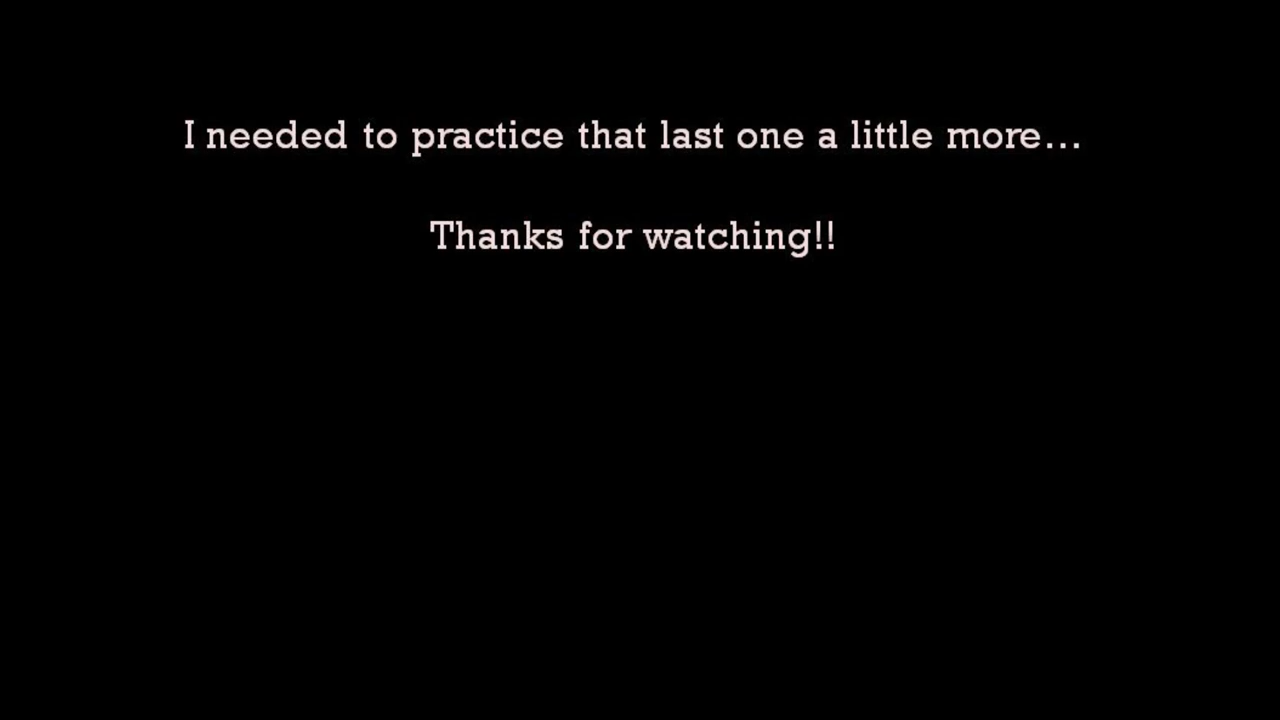 I needed to practice that last one a little more...
Thanks for watching!!